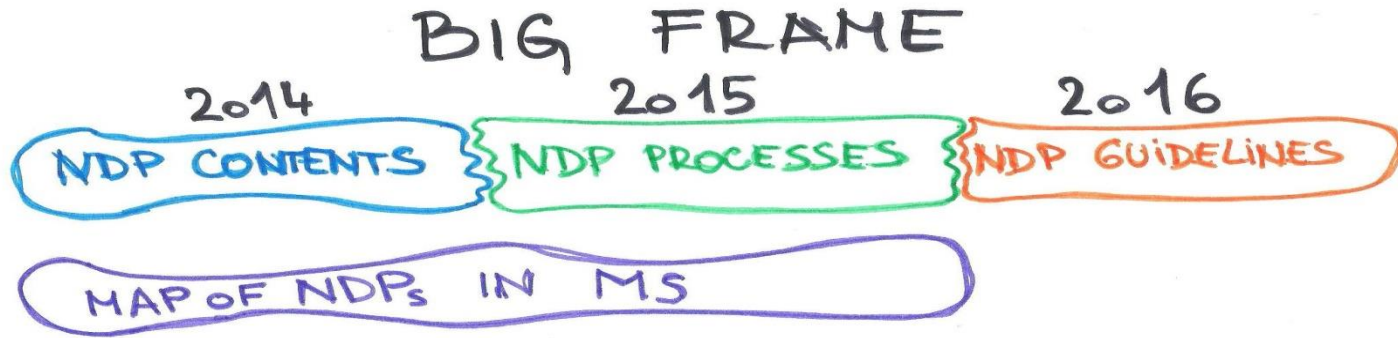 BIG FRAME
2014 2015 2016
NDP CONTENTS NDP PROCESSES NDP GUIDELINES
MAP OF NDPs IN MS